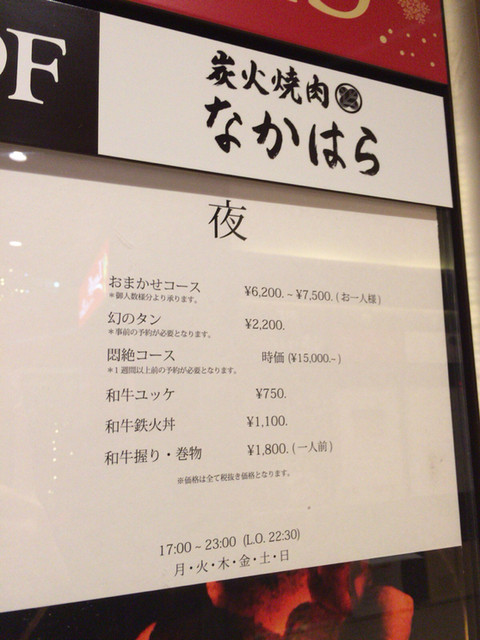 OF
炭火焼肉
なかはら
夜
おまかせコース ¥6,200. ~ ¥7,500. ( お一人様 )
＊御人数様分より承ります。
幻のタン ¥2,200.
＊事前の予約が必要となります。
悶絶コース 時価 (¥15,000.~)
＊1週間以上前の予約が必要となります。
和牛ユッケ ¥750.
和牛鉄火丼 ¥1,100.
和牛握り・巻物 ¥1,800. ( 一人前 )
※価格は全て税抜き価格となります。
17:00 ~ 23:00 (L.O. 22:30)
月・火・木・金・土・日